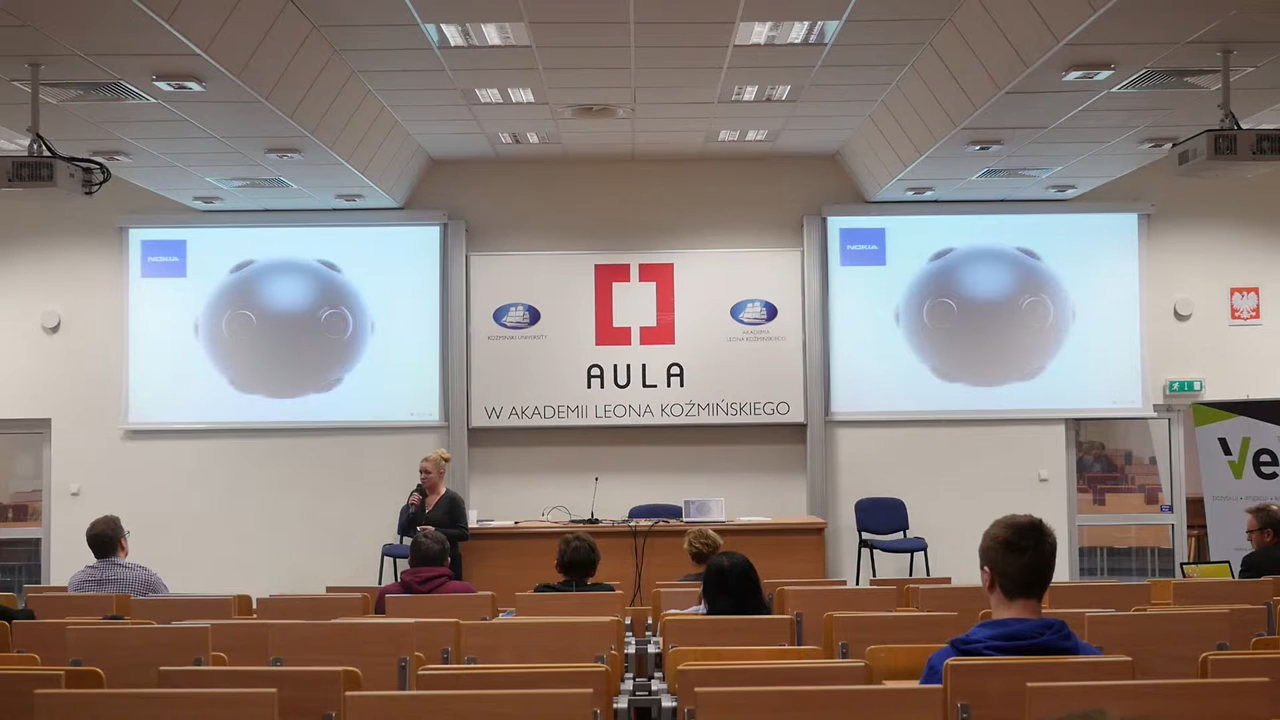 NOKIA
KOZMINSKI UNIVERSITY
AKADEMIA
LEONA KOŹMIŃSKIEGO
AULA
W AKADEMII LEONA KOŹMIŃSKIEGO
NOKIA
Ve